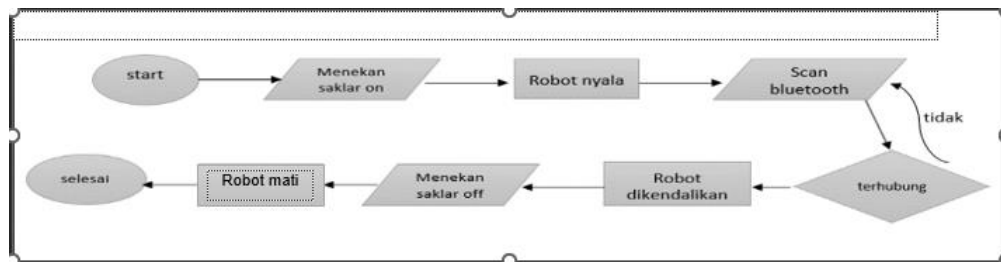 start
Menekan
saklar on
Robot nyala
Scan
bluetooth
tidak
terhubung
Robot
dikendalikan
Menekan
saklar off
Robot mati
selesai